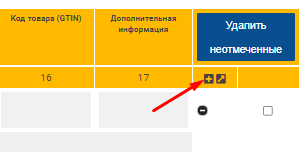 Код товара (GTIN)
Дополнительная
информация
Удалить
неотмеченные
16
17